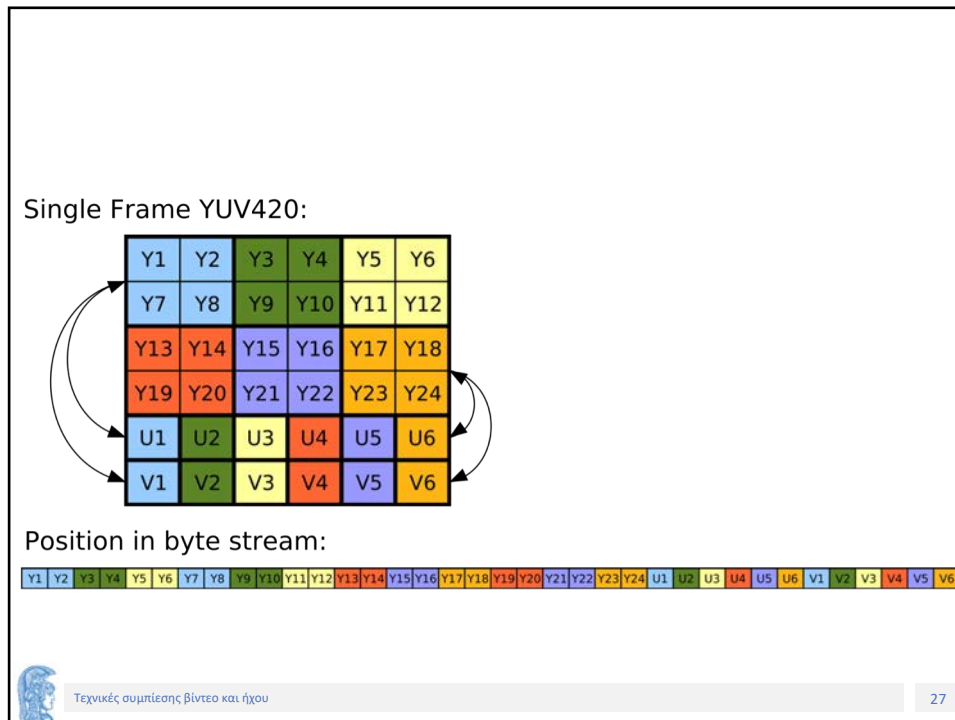 Single Frame YUV420:
Y1 Y2 Y3 Y4 Y5 Y6
Y7 Y8 Y9 Y10 Y11 Y12
Y13 Y14 Y15 Y16 Y17 Y18
Y19 Y20 Y21 Y22 Y23 Y24
U1 U2 U3 U4 U5 U6
V1 V2 V3 V4 V5 V6
Position in byte stream:
Y1 Y2 Y3 Y4 Y5 Y6 Y7 Y8 Y9 Y10 Y11 Y12 Y13 Y14 Y15 Y16 Y17 Y18 Y19 Y20 Y21 Y22 Y23 Y24 U1 U2 U3 U4 U5 U6 V1 V2 V3 V4 V5 V6
Τεχνικές συμπίεσης βίντεο και ήχου
27